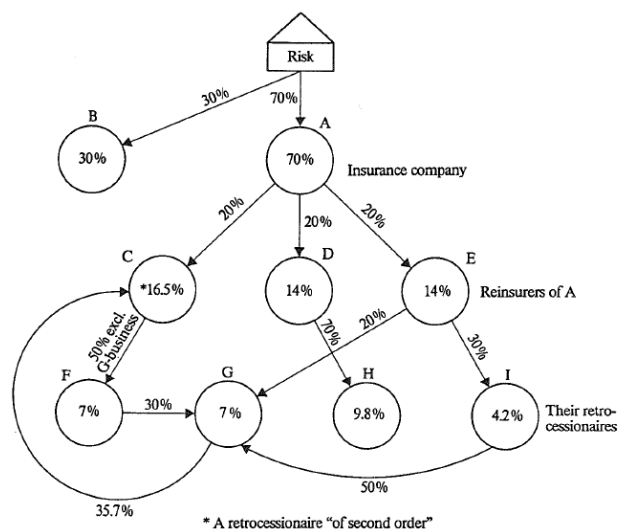 Risk
30%
70%
B
A
30%
70%
Insurance company
20%
20%
20%
C
D
E
*16.5%
14%
14%
Reinsurers of A
50% excl.
G-business
70%
20%
30%
F
G
H
I
7%
30%
7%
9.8%
4.2%
Their retro-
cessionaires
35.7%
50%
* A retrocessionaire "of second order"